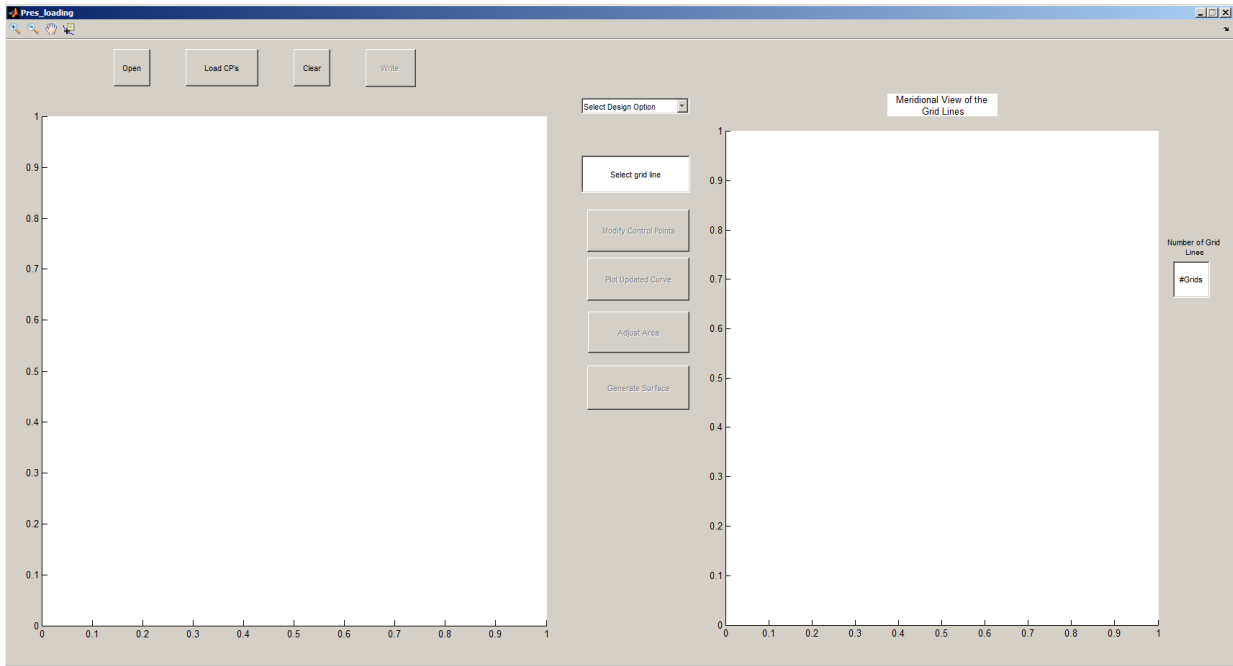 Pres_loading
Open
Load CP's
Clear
Write
Select Design Option
Select grid line
Modify Control Points
Plot Updated Curve
Adjust Area
Generate Surface
1
0.9
0.8
0.7
0.6
0.5
0.4
0.3
0.2
0.1
0
0 0.1 0.2 0.3 0.4 0.5 0.6 0.7 0.8 0.9 1
Meridional View of the
Grid Lines
1
0.9
0.8
0.7
0.6
0.5
0.4
0.3
0.2
0.1
0
0 0.1 0.2 0.3 0.4 0.5 0.6 0.7 0.8 0.9 1
Number of Grid
Lines
#Grids